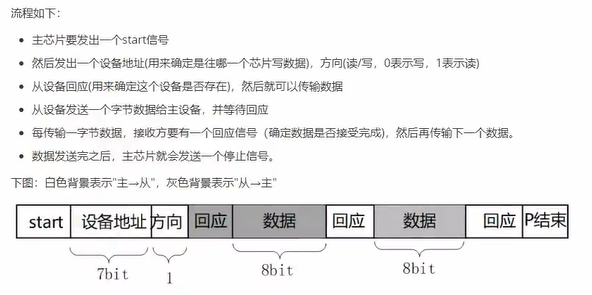 流程如下：
主芯片要发出一个start信号
然后发出一个设备地址(用来确定是往哪一个芯片写数据)，方向(读/写，0表示写，1表示读)
从设备回应(用来确定这个设备是否存在)，然后就可以传输数据
从设备发送一个字节数据给主设备，并等待回应
每传输一字节数据，接收方要有一个回应信号（确定数据是否接受完成)，然后再传输下一个数据。
数据发送完之后，主芯片就会发送一个停止信号。
下图：白色背景表示"主→从"，灰色背景表示"从→主"
start 设备地址 方向 回应 数据 回应 数据 回应 P结束
7bit 1 8bit 8bit